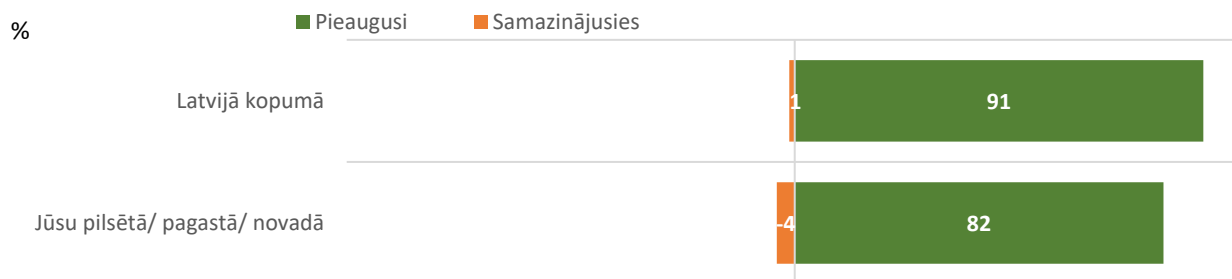 %
Pieaugusi Samazinājusies
Latvijā kopumā -1 91
Jūsu pilsētā/ pagastā/ novadā -4 82